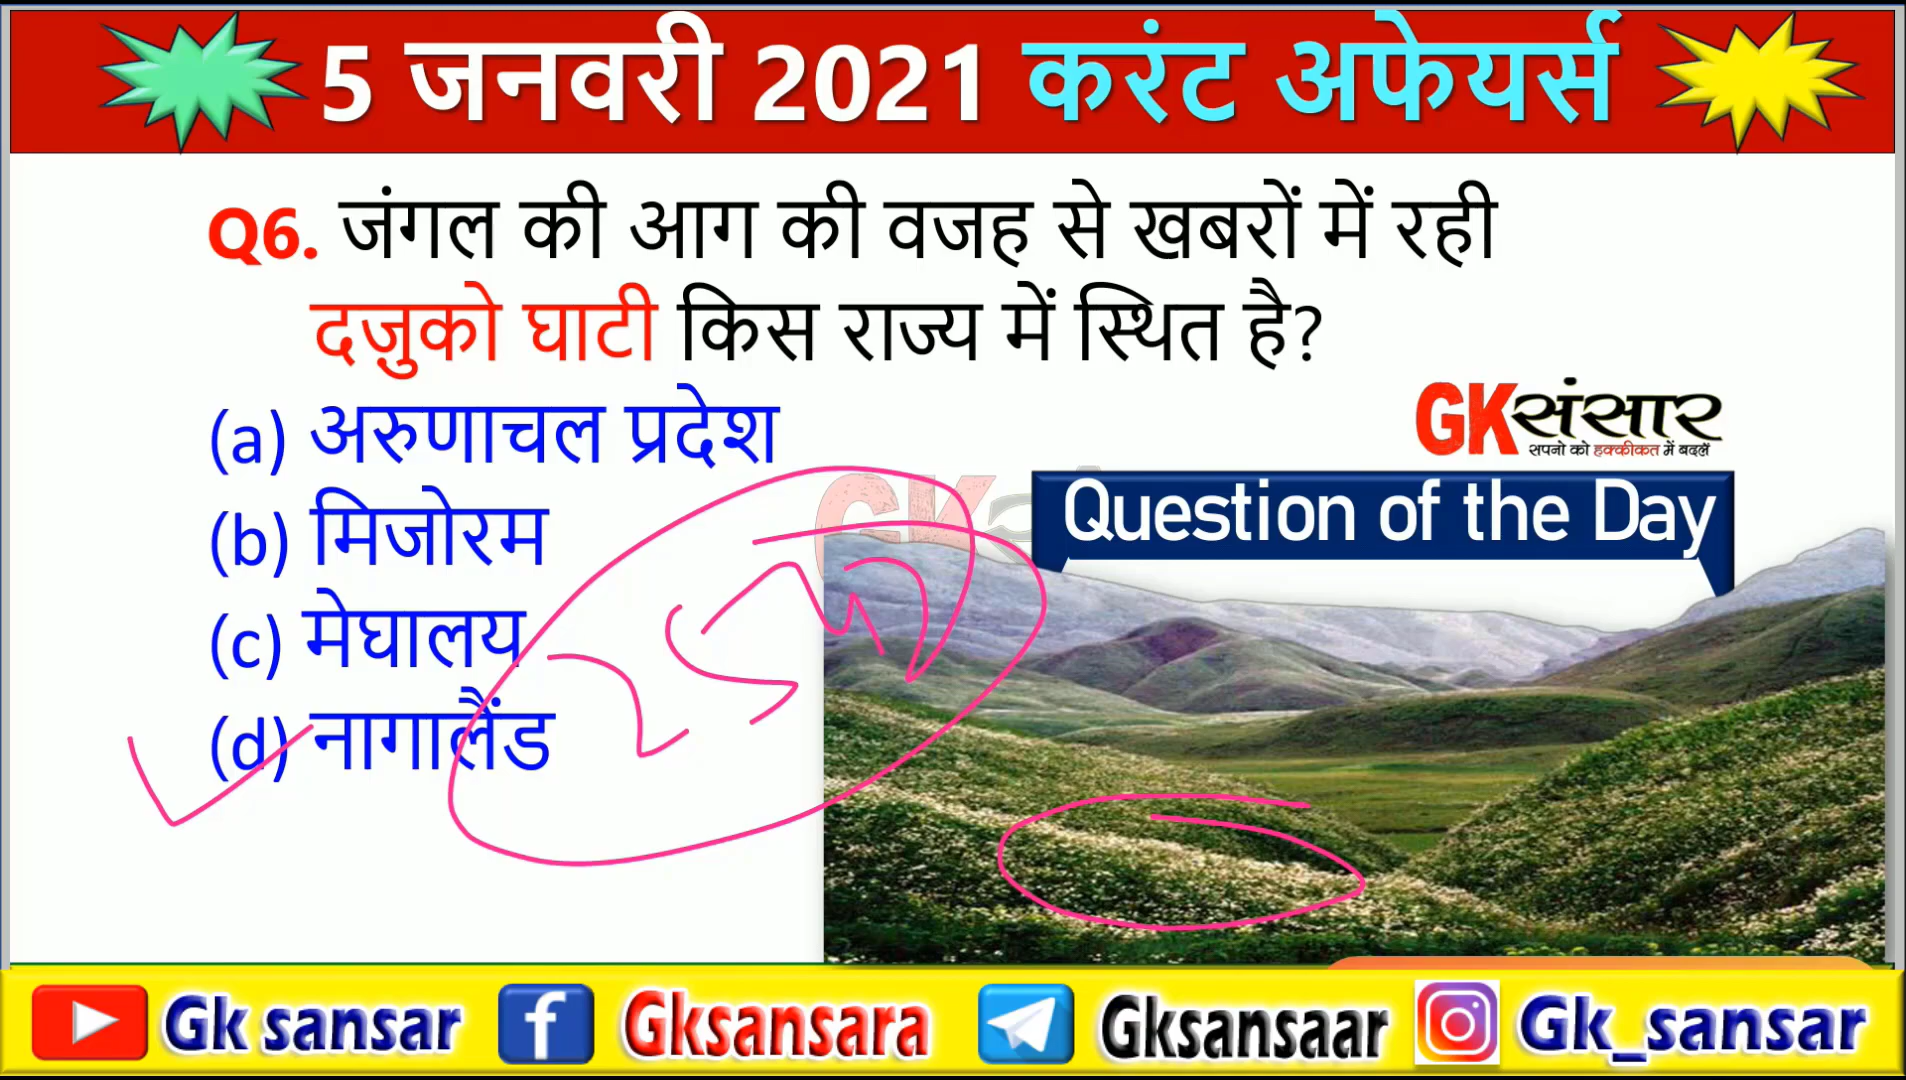 5 जनवरी 2021 करंट अफेयर्स
Q6. जंगल की आग की वजह से खबरों में रही
दज़ुको घाटी किस राज्य में स्थित है?
(a) अरुणाचल प्रदेश
(b) मिजोरम
(c) मेघालय
(d) नागालैंड
GKसंसार
सपनो को हक्कीकत में बदलें
GK
Question of the Day
Gk sansar
Gksansara
Gksansaar
Gk_sansar